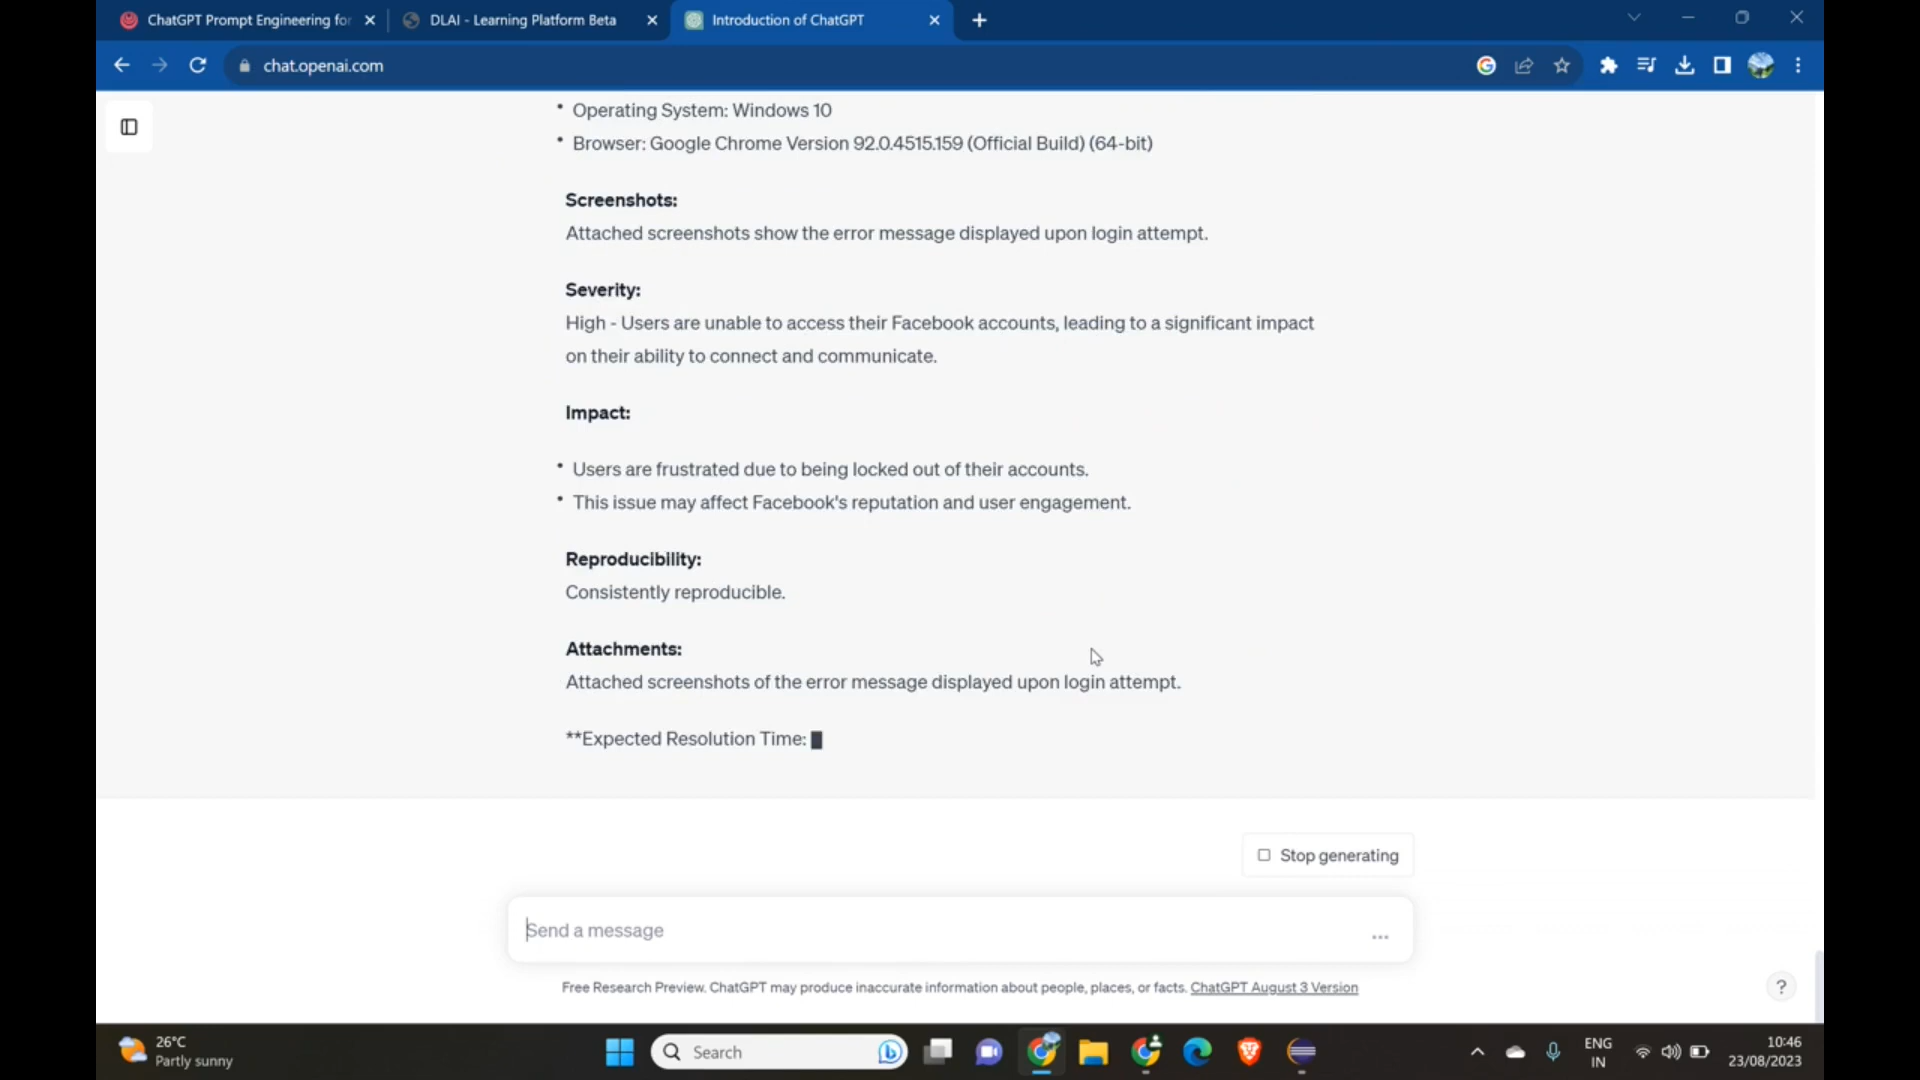 ChatGPT Prompt Engineering for
DLAI - Learning Platform Beta
Introduction of ChatGPT
chat.openai.com
• Operating System: Windows 10
• Browser: Google Chrome Version 92.0.4515.159 (Official Build) (64-bit)
Screenshots:
Attached screenshots show the error message displayed upon login attempt.
Severity:
High - Users are unable to access their Facebook accounts, leading to a significant impact
on their ability to connect and communicate.
Impact:
• Users are frustrated due to being locked out of their accounts.
• This issue may affect Facebook's reputation and user engagement.
Reproducibility:
Consistently reproducible.
Attachments:
Attached screenshots of the error message displayed upon login attempt.
**Expected Resolution Time:
Stop generating
Send a message
Free Research Preview. ChatGPT may produce inaccurate information about people, places, or facts. ChatGPT August 3 Version
?
26°C
Partly sunny
Search
ENG
IN
10:46
23/08/2023